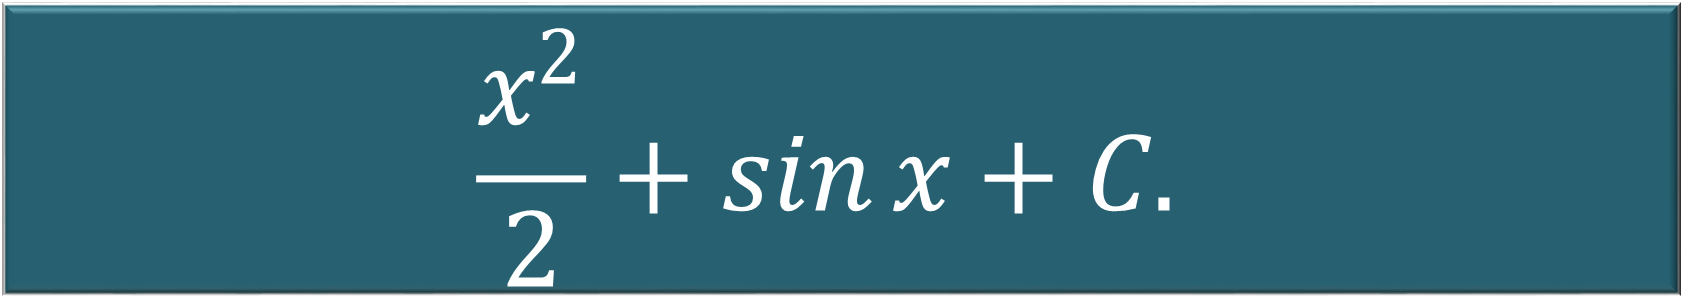 x²/2 + sin x + C.